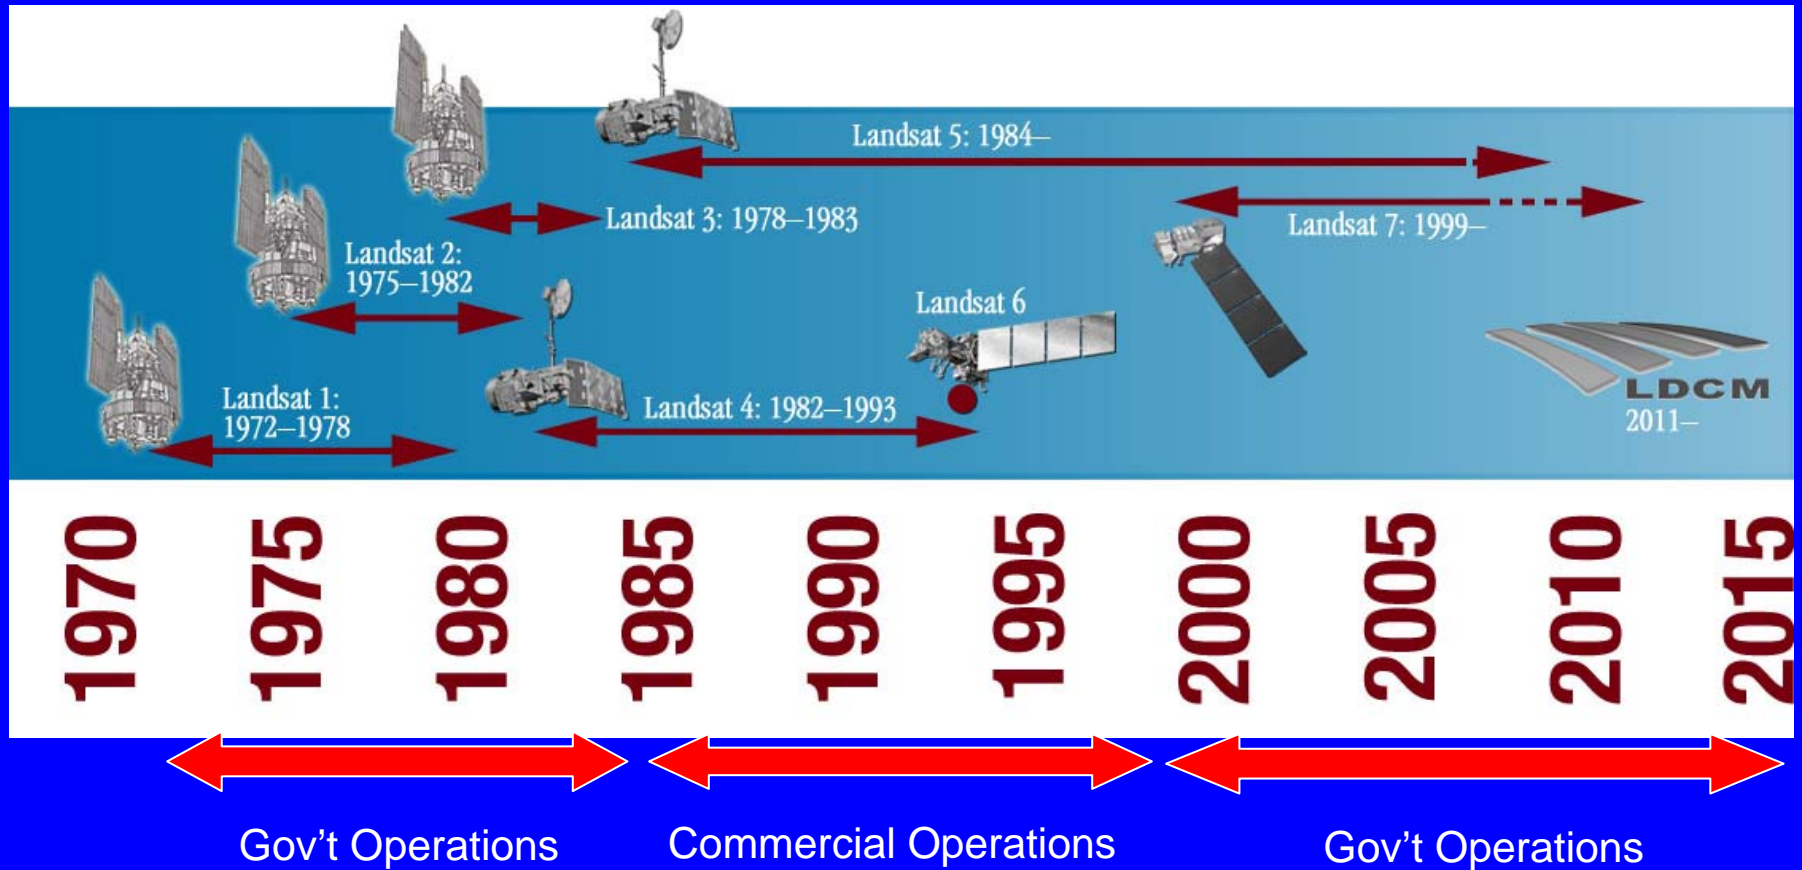 Landsat 5: 1984–
Landsat 3: 1978–1983
Landsat 7: 1999–
Landsat 2:
1975–1982
Landsat 6
Landsat 1:
1972–1978
Landsat 4: 1982–1993
LDCM
2011–
1970
1975
1980
1985
1990
1995
2000
2005
2010
2015
Gov't Operations
Commercial Operations
Gov't Operations